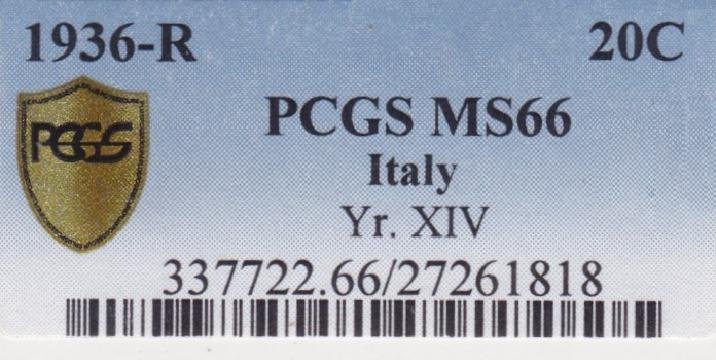 1936-R 20C
PCGS
PCGS MS66
Italy
Yr. XIV
337722.66/27261818